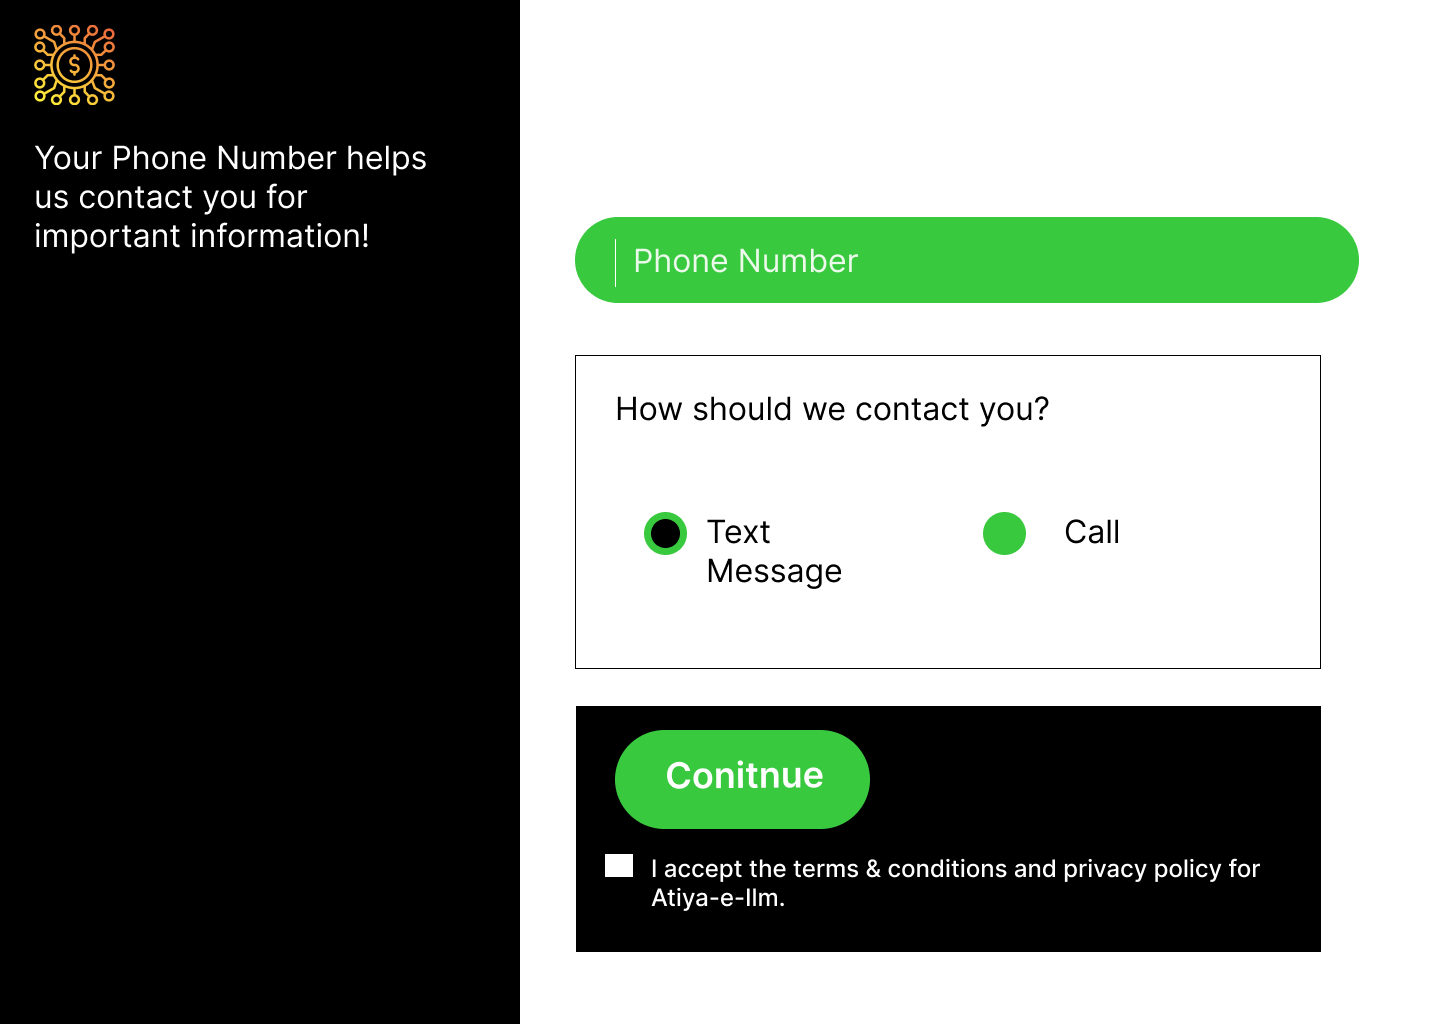 $
Your Phone Number helps
us contact you for
important information!
Phone Number
How should we contact you?
Text
Message
Call
Conitnue
I accept the terms & conditions and privacy policy for
Atiya-e-Ilm.